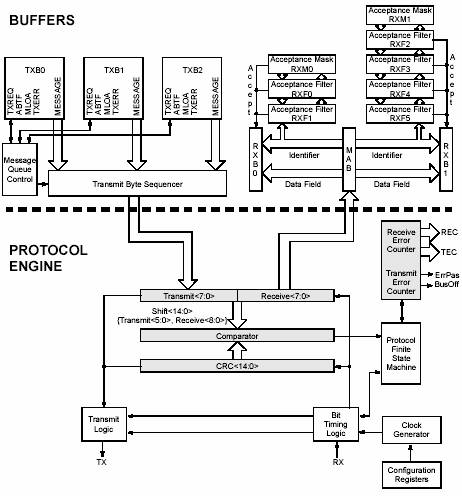 BUFFERS
Acceptance Mask
RXM1
Acceptance Filter
RXF2
TXB0
TXB1
TXB2
Acceptance Mask
RXM0
Acceptance Filter
RXF3
Acceptance Filter
RXF0
Acceptance Filter
RXF4
Acceptance Filter
RXF1
Acceptance Filter
RXF5
Accept
Accept
TXREQ
ABTF
MLOA
TXERR
MESSAGE
TXREQ
ABTF
MLOA
TXERR
MESSAGE
TXREQ
ABTF
MLOA
TXERR
MESSAGE
Message
Queue
Control
Transmit Byte Sequencer
RXB0
Identifier
Data Field
MAB
Identifier
Data Field
RXB1
PROTOCOL
ENGINE
Receive
Error
Counter
REC
TEC
Transmit
Error
Counter
ErrPas
BusOff
Transmit<7:0>
Receive<7:0>
Shift<14:0>
{Transmit<5:0>, Receive<8:0>}
Comparator
CRC<14:0>
Protocol
Finite
State
Machine
Transmit
Logic
Bit
Timing
Logic
Clock
Generator
TX
RX
Configuration
Registers